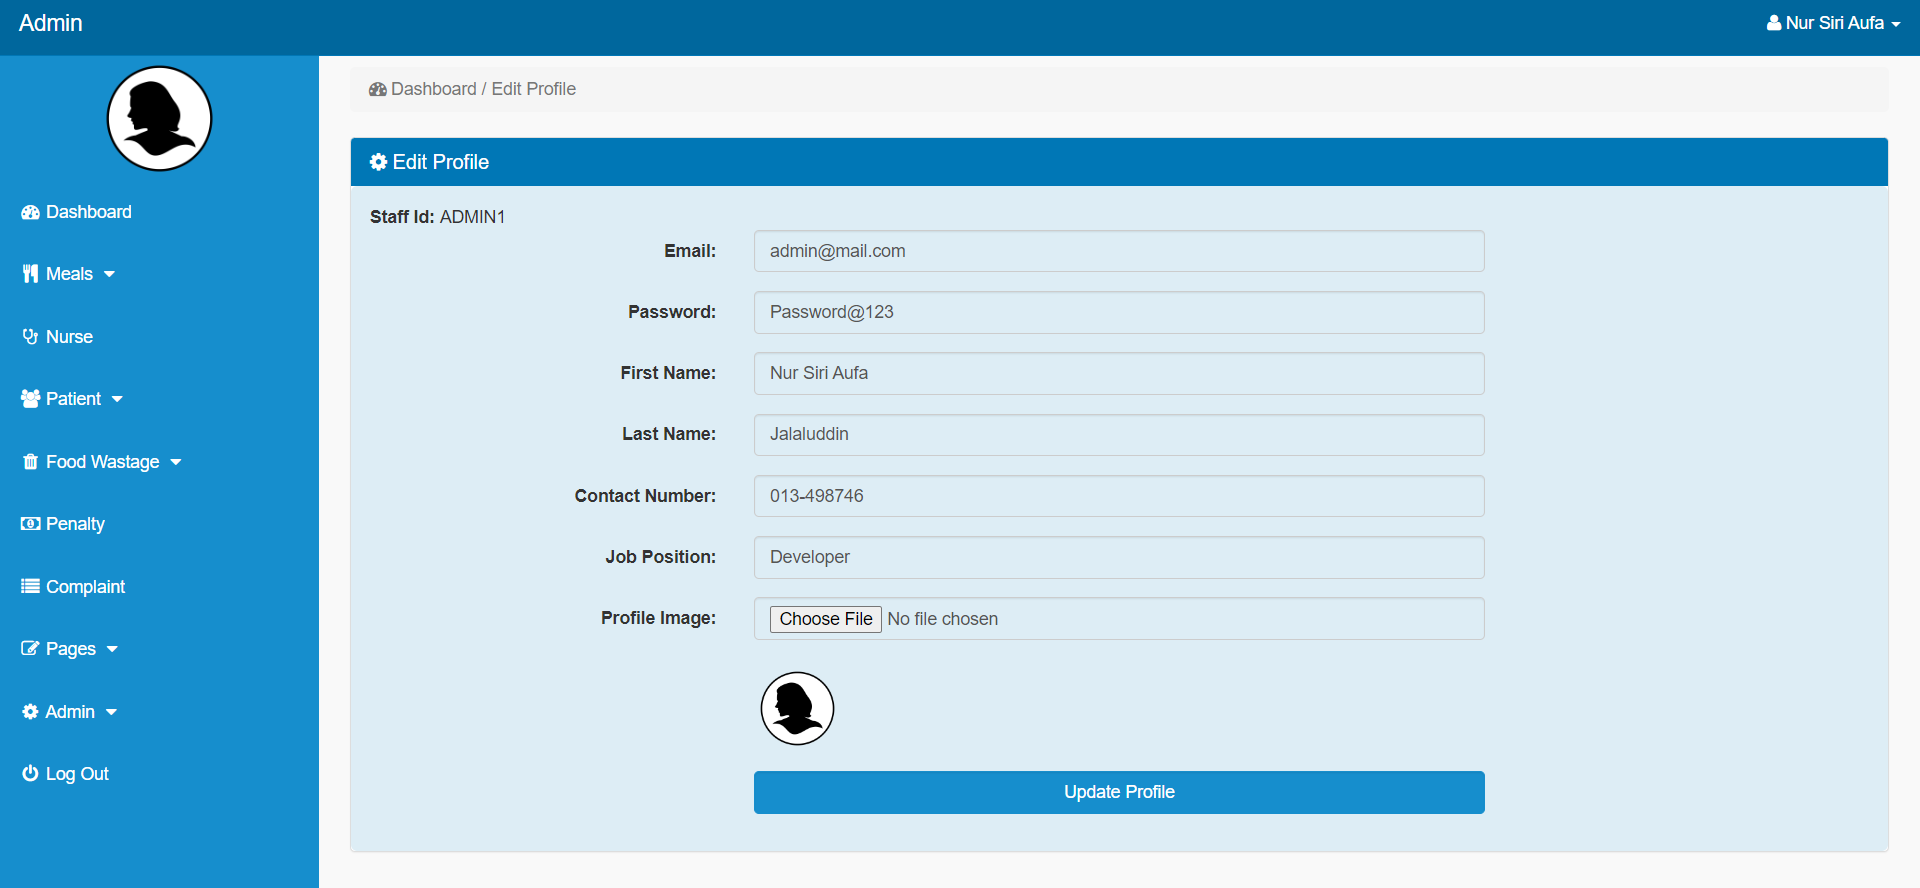 Admin
Nur Siri Aufa
Dashboard
Meals
Nurse
Patient
Food Wastage
Penalty
Complaint
Pages
Admin
Log Out
Dashboard / Edit Profile
Edit Profile
Staff Id: ADMIN1
Email: admin@mail.com
Password: Password@123
First Name: Nur Siri Aufa
Last Name: Jalaluddin
Contact Number: 013-498746
Job Position: Developer
Profile Image: Choose File No file chosen
Update Profile